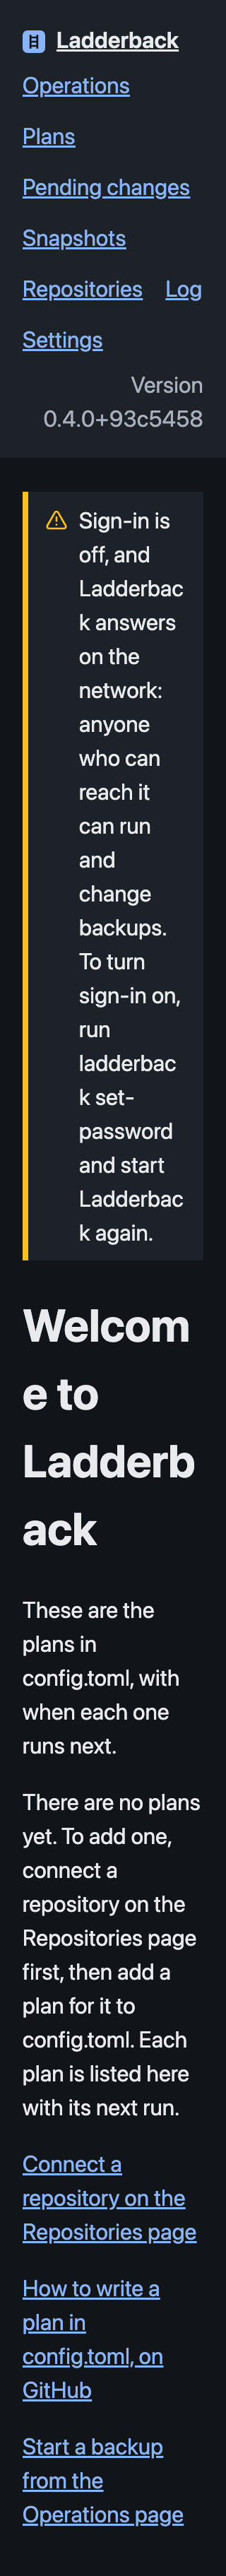 Ladderback
Operations
Plans
Pending changes
Snapshots
Repositories Log
Settings
Version
0.4.0+93c5458
Sign-in is
off, and
Ladderbac
k answers
on the
network:
anyone
who can
reach it
can run
and
change
backups.
To turn
sign-in on,
run
ladderbac
k set-
password
and start
Ladderbac
k again.
Welcom
e to
Ladderb
ack
These are the
plans in
config.toml, with
when each one
runs next.
There are no plans
yet. To add one,
connect a
repository on the
Repositories page
first, then add a
plan for it to
config.toml. Each
plan is listed here
with its next run.
Connect a
repository on the
Repositories page
How to write a
plan in
config.toml, on
GitHub
Start a backup
from the
Operations page